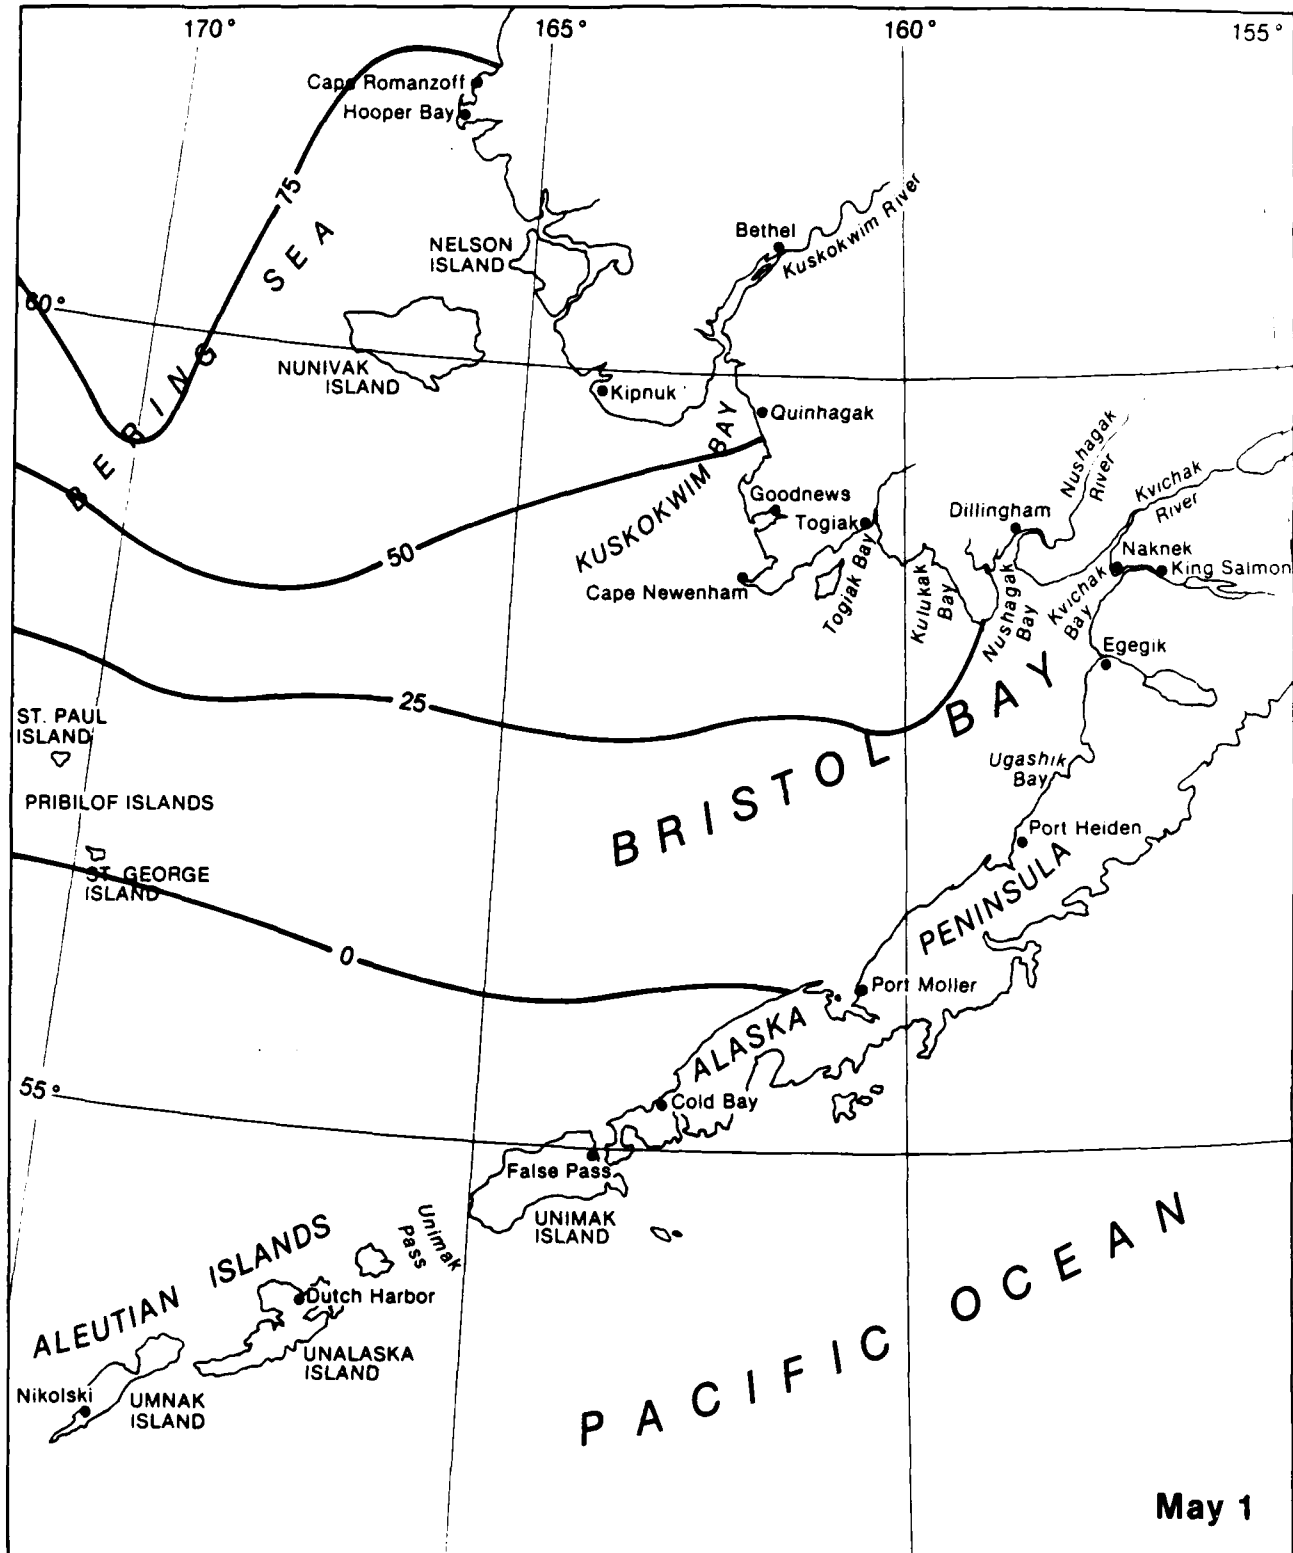 170°
165°
160°
155°
Cape Romanzoff
Hooper Bay
75
BERING SEA
NELSON
ISLAND
Bethel
Kuskokwim River
60°
NUNIVAK
ISLAND
Kipnuk
Quinhagak
KUSKOKWIM BAY
50
Goodnews
Togiak
Cape Newenham
Togiak Bay
Kulukak
Bay
Dillingham
Nushagak
River
Kvichak
River
Naknek
King Salmon
Nushagak
Bay
Kvichak
Bay
Egegik
25
ST. PAUL
ISLAND
PRIBILOF ISLANDS
ST. GEORGE
ISLAND
BRISTOL BAY
Ugashik
Bay
Port Heiden
0
ALASKA PENINSULA
Port Moller
55°
Cold Bay
False Pass
UNIMAK
ISLAND
Unimak
Pass
ALEUTIAN ISLANDS
Dutch Harbor
UNALASKA
ISLAND
Nikolski
UMNAK
ISLAND
PACIFIC OCEAN
May 1